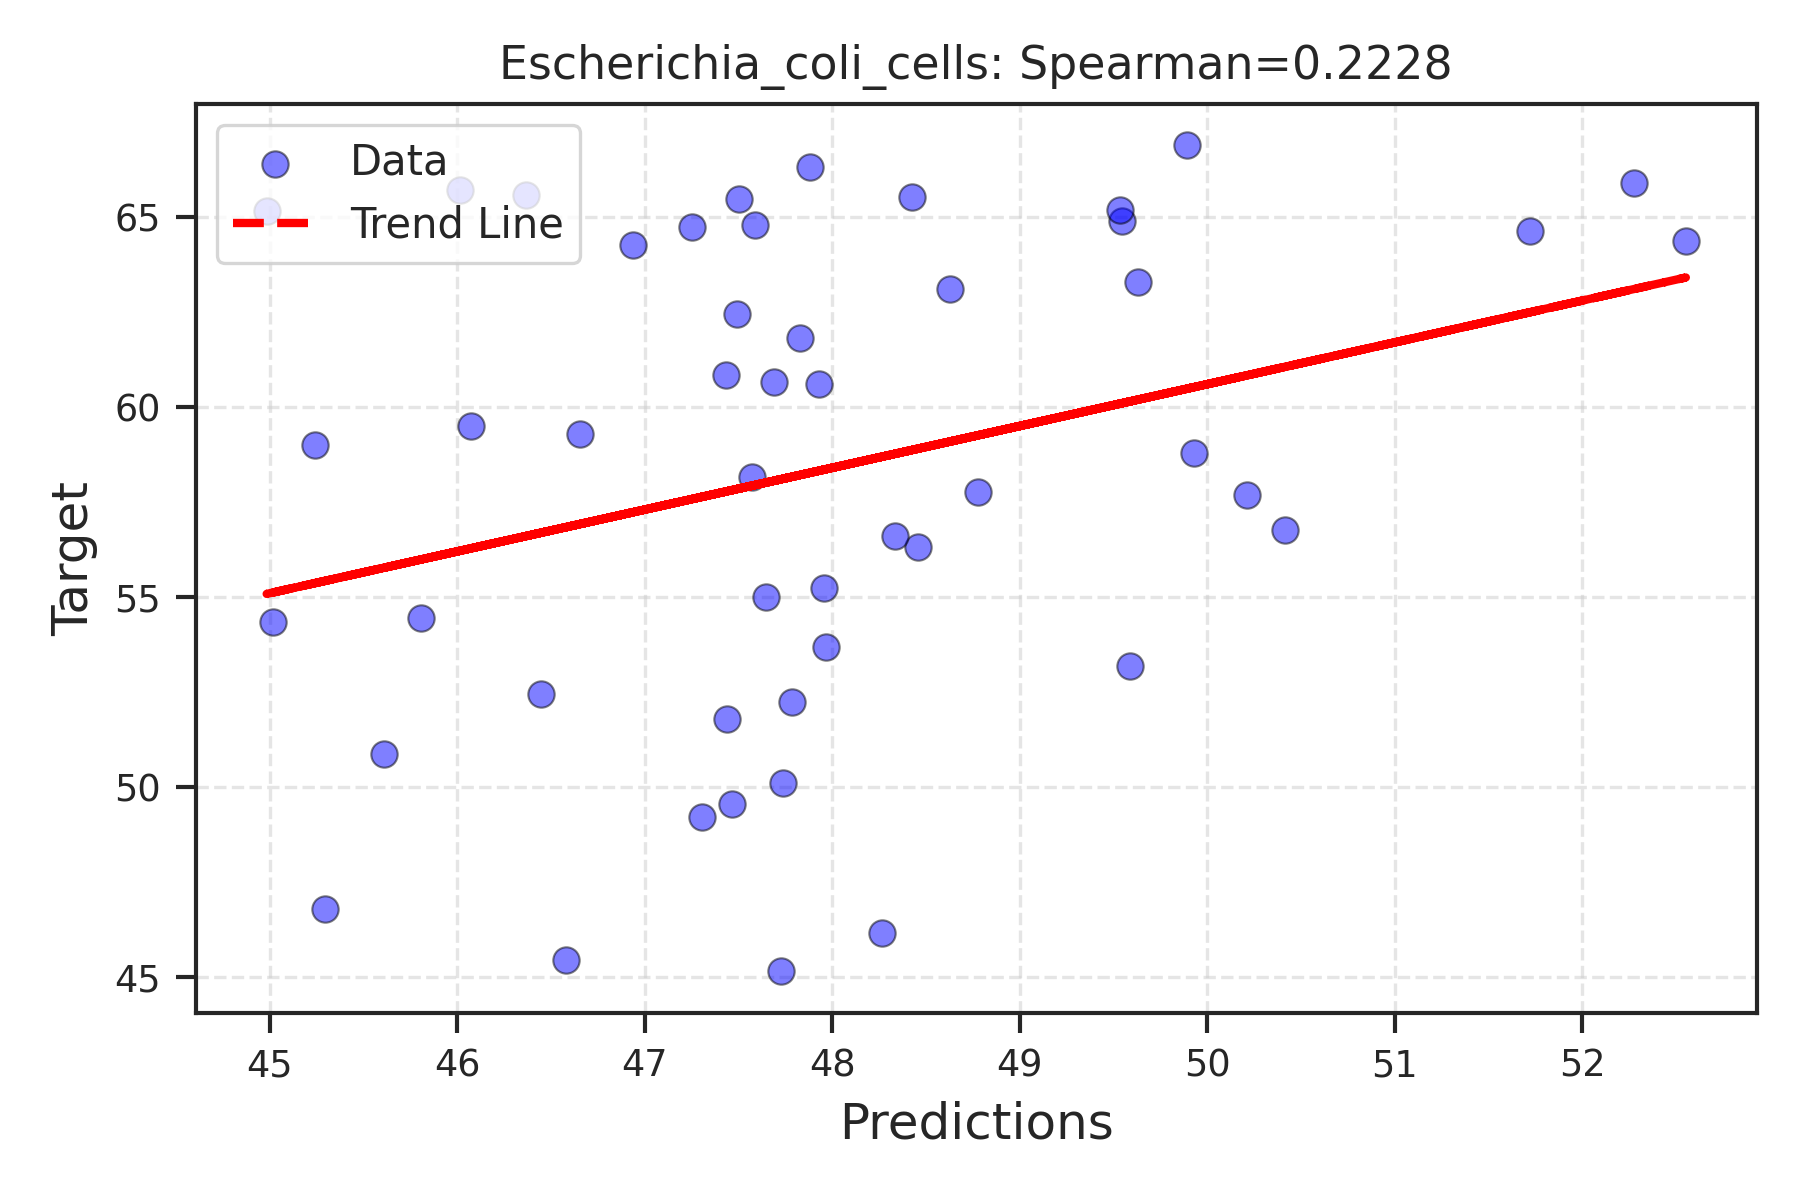 Escherichia_coli_cells: Spearman=0.2228
Data
Trend Line
65
60
55
50
45
Target
45 46 47 48 49 50 51 52
Predictions